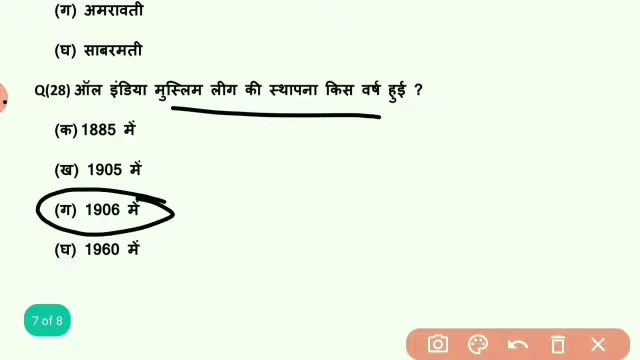 (ग) अमरावती
(घ) साबरमती
Q(28) ऑल इंडिया मुस्लिम लीग की स्थापना किस वर्ष हुई ?
(क) 1885 में
(ख) 1905 में
(ग) 1906 में
(घ) 1960 में
7 of 8